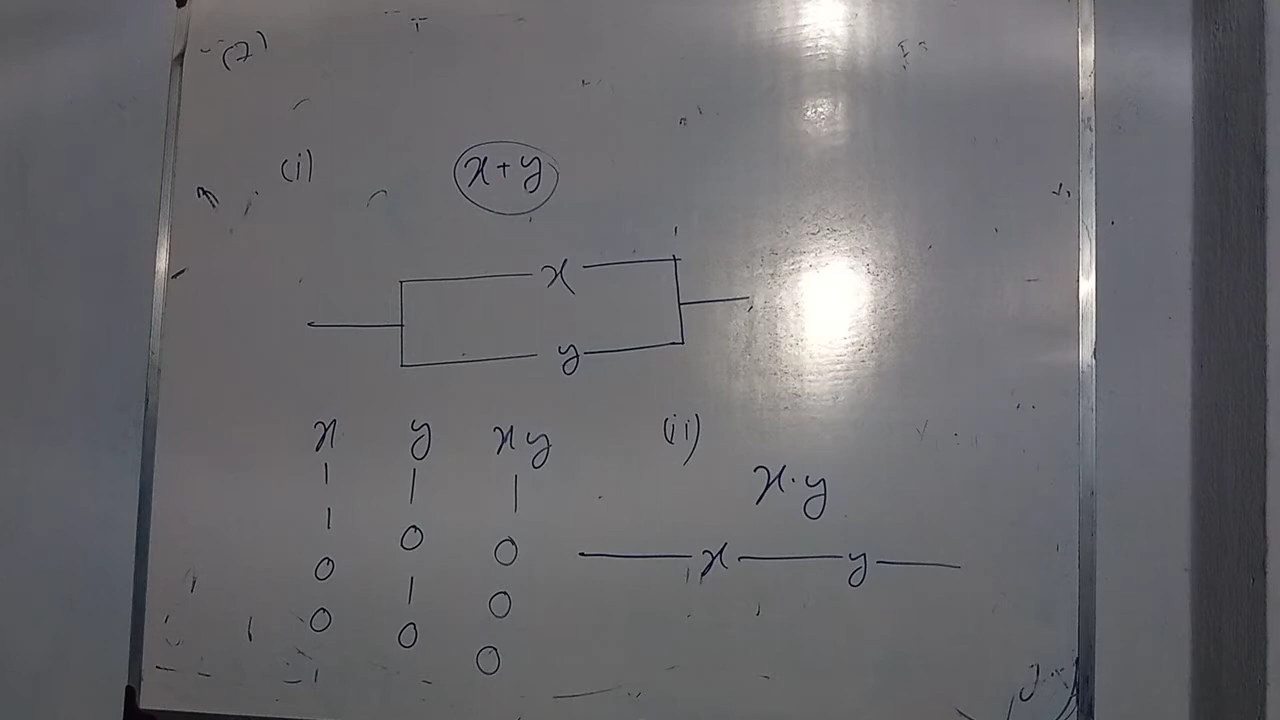 (7)
(i)
x+y
x
y
x y xy
1 1 1
1 0 0
0 1 0
0 0 0
(ii)
x·y
x y